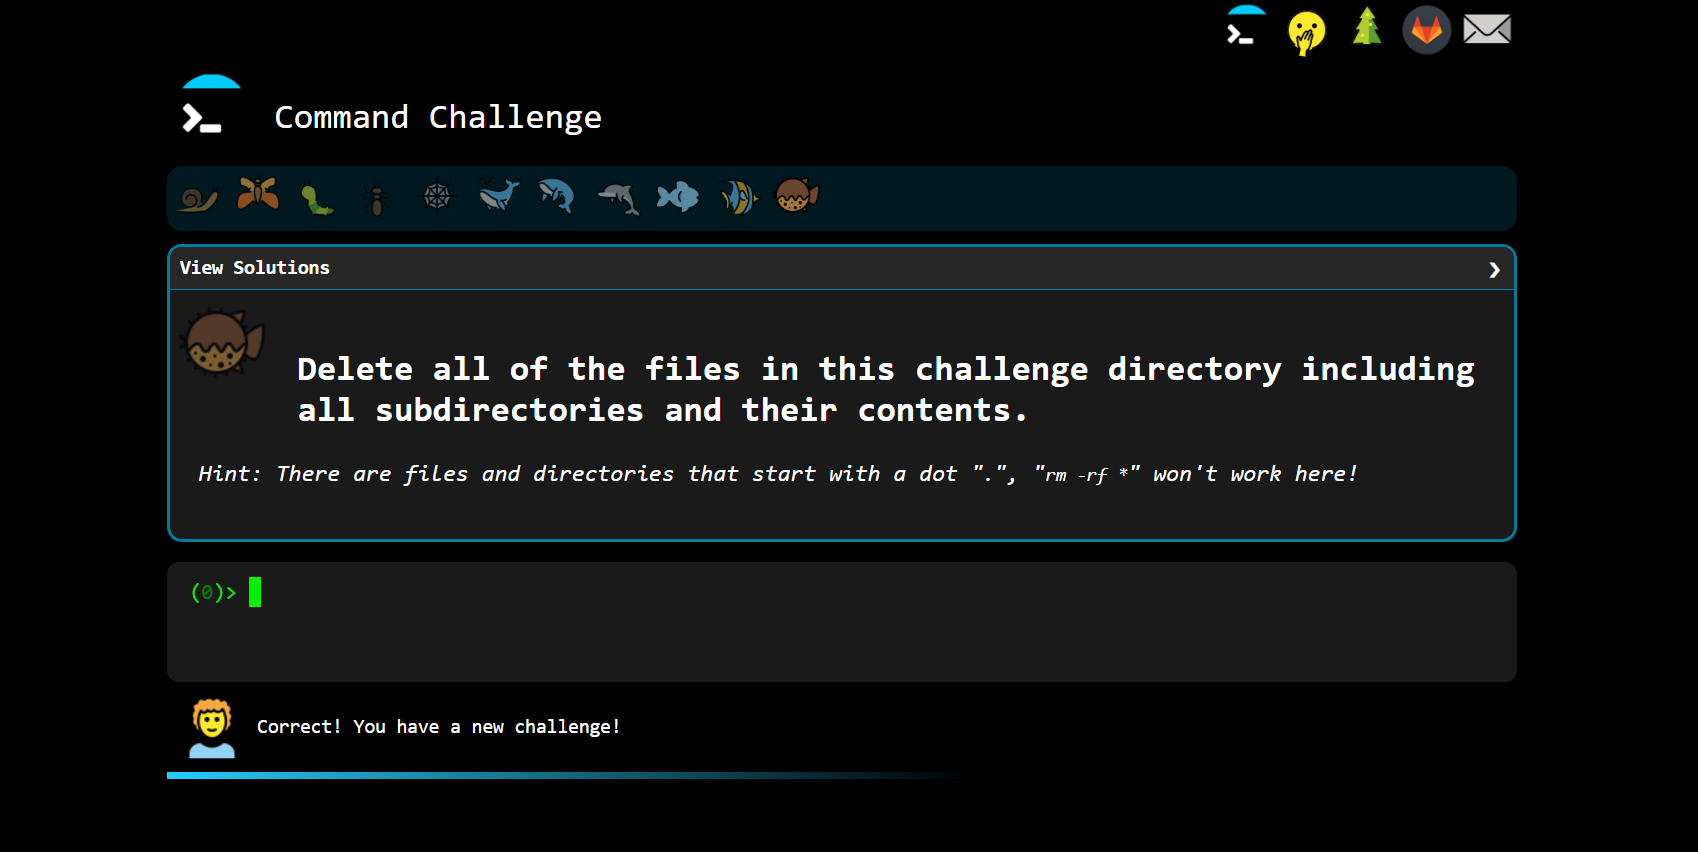 Command Challenge
View Solutions
Delete all of the files in this challenge directory including
all subdirectories and their contents.
Hint: There are files and directories that start with a dot ".", "rm -rf *" won't work here!
(0)>
Correct! You have a new challenge!